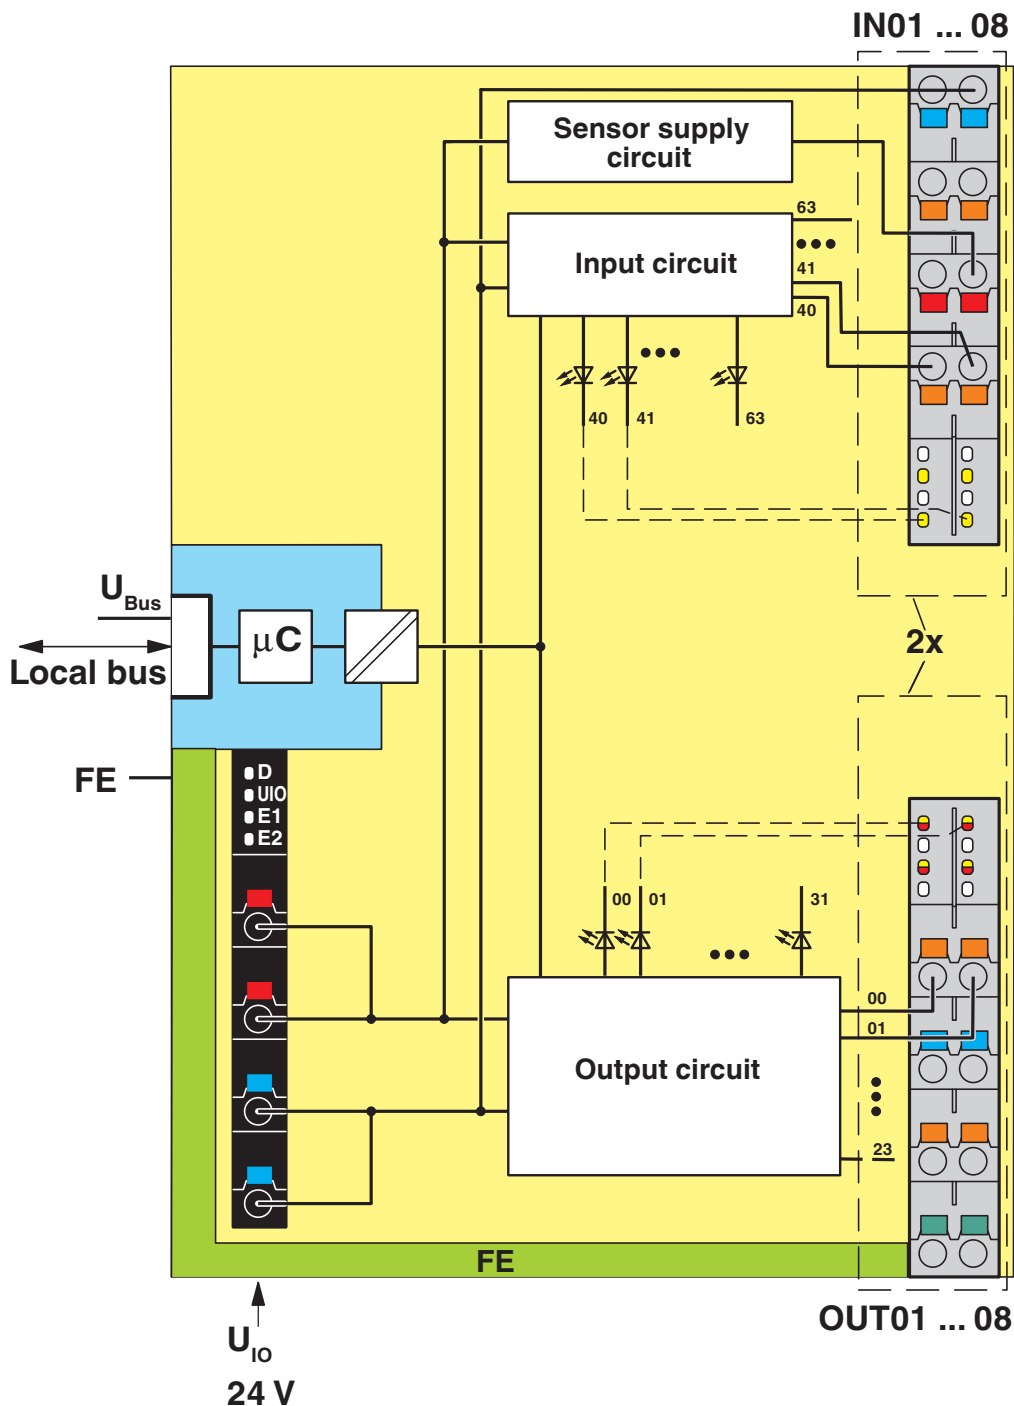 IN01 ... 08
Sensor supply
circuit
63
Input circuit
41
40
40
41
63
U Bus
µC
2x
Local bus
FE
D
UIO
E1
E2
00
01
31
00
01
Output circuit
23
FE
OUT01 ... 08
U IO
24 V